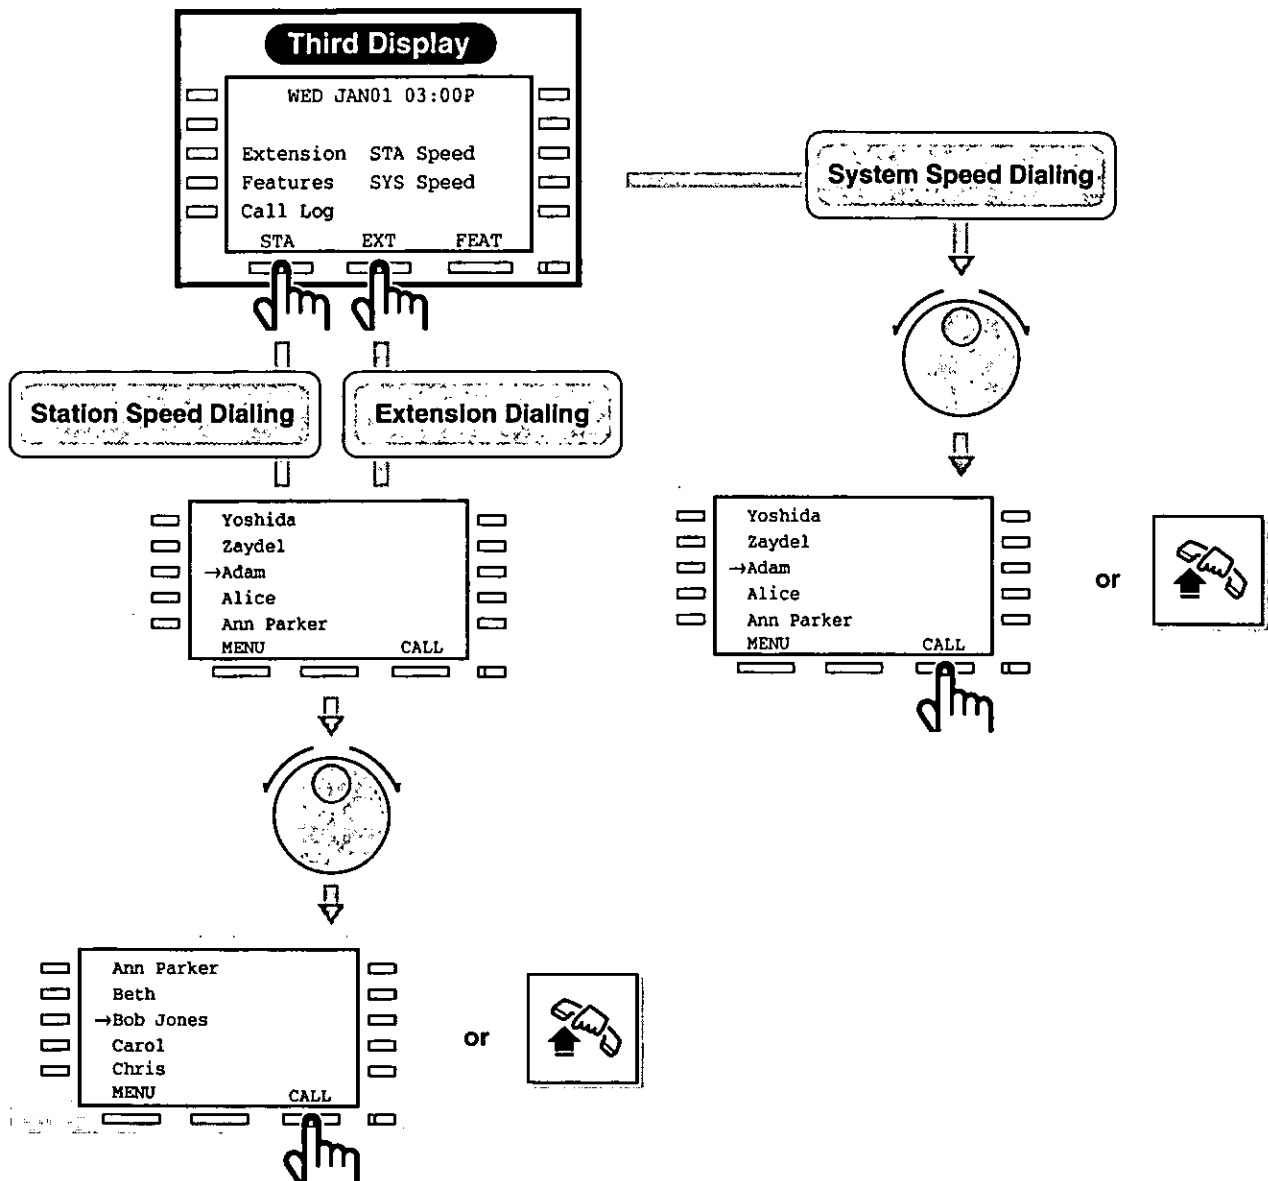 Third Display
WED JAN01 03:00P
Extension STA Speed
Features SYS Speed
Call Log
STA EXT FEAT
System Speed Dialing
Station Speed Dialing
Extension Dialing
Yoshida
Zaydel
→Adam
Alice
Ann Parker
MENU CALL
Yoshida
Zaydel
→Adam
Alice
Ann Parker
MENU CALL
or
Ann Parker
Beth
→Bob Jones
Carol
Chris
MENU CALL
or